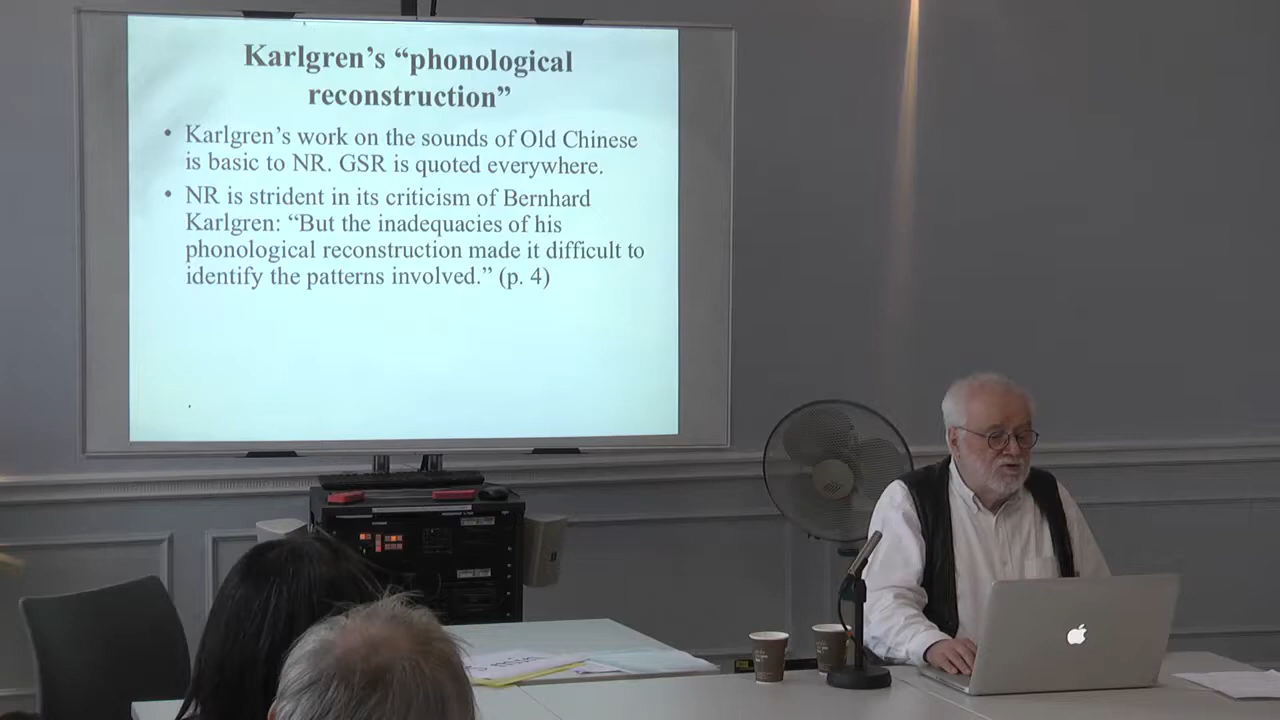 Karlgren’s “phonological
reconstruction”
• Karlgren’s work on the sounds of Old Chinese
is basic to NR. GSR is quoted everywhere.
• NR is strident in its criticism of Bernhard
Karlgren: “But the inadequacies of his
phonological reconstruction made it difficult to
identify the patterns involved.” (p. 4)